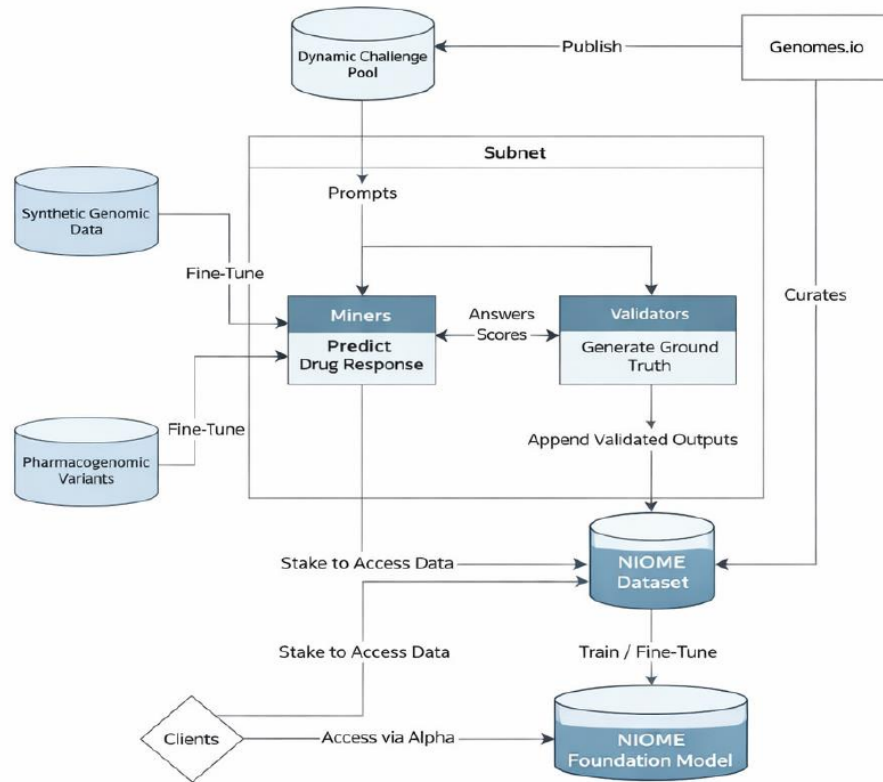 Dynamic Challenge
Pool
Publish
Genomes.io
Subnet
Prompts
Synthetic Genomic
Data
Fine-Tune
Curates
Miners
Predict
Drug Response
Answers
Scores
Validators
Generate Ground
Truth
Fine-Tune
Pharmacogenomic
Variants
Append Validated Outputs
Stake to Access Data
NIOME
Dataset
Stake to Access Data
Train / Fine-Tune
Clients
Access via Alpha
NIOME
Foundation Model